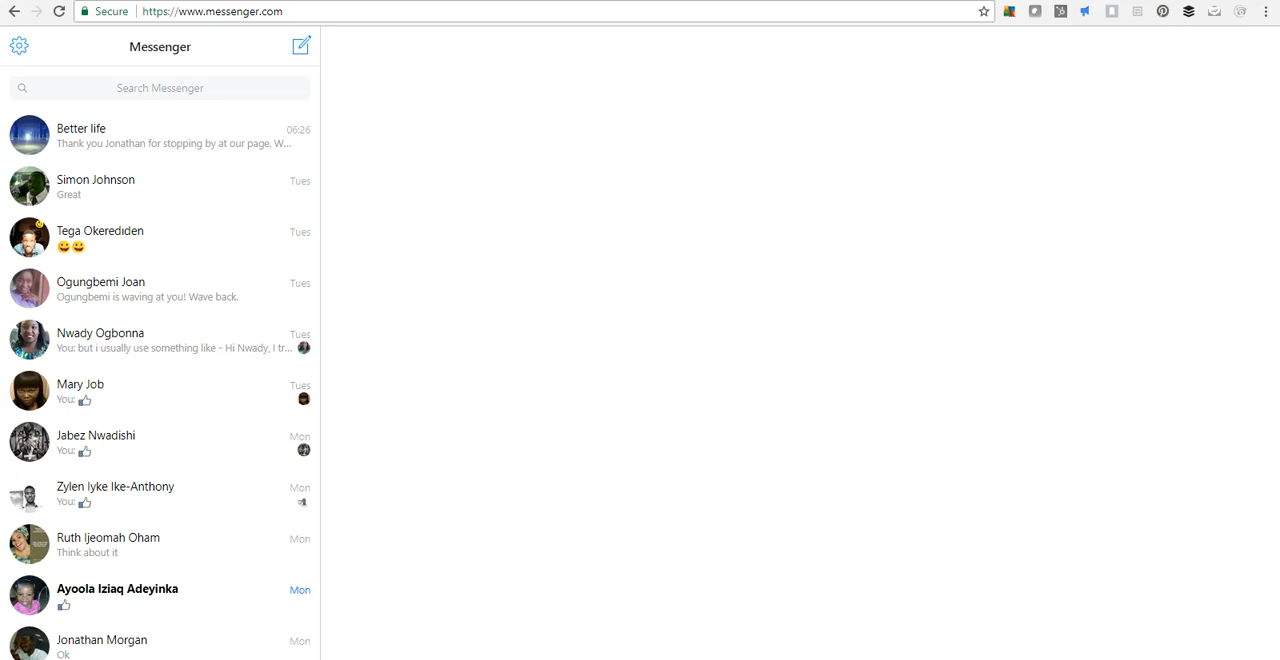 Secure https://www.messenger.com
Messenger
Search Messenger
Better life 06:26
Thank you Jonathan for stopping by at our page. W...
Simon Johnson Tues
Great
Tega Okerediden Tues
😀😀
Ogungbemi Joan Tues
Ogungbemi is waving at you! Wave back.
Nwady Ogbonna Tues
You: but i usually use something like - Hi Nwady, I tr...
Mary Job Tues
You: 👍
Jabez Nwadishi Mon
You: 👍
Zylen Iyke Ike-Anthony Mon
You: 👍
Ruth Ijeomah Oham Mon
Think about it
Ayoola Iziaq Adeyinka Mon
👍
Jonathan Morgan Mon
Ok